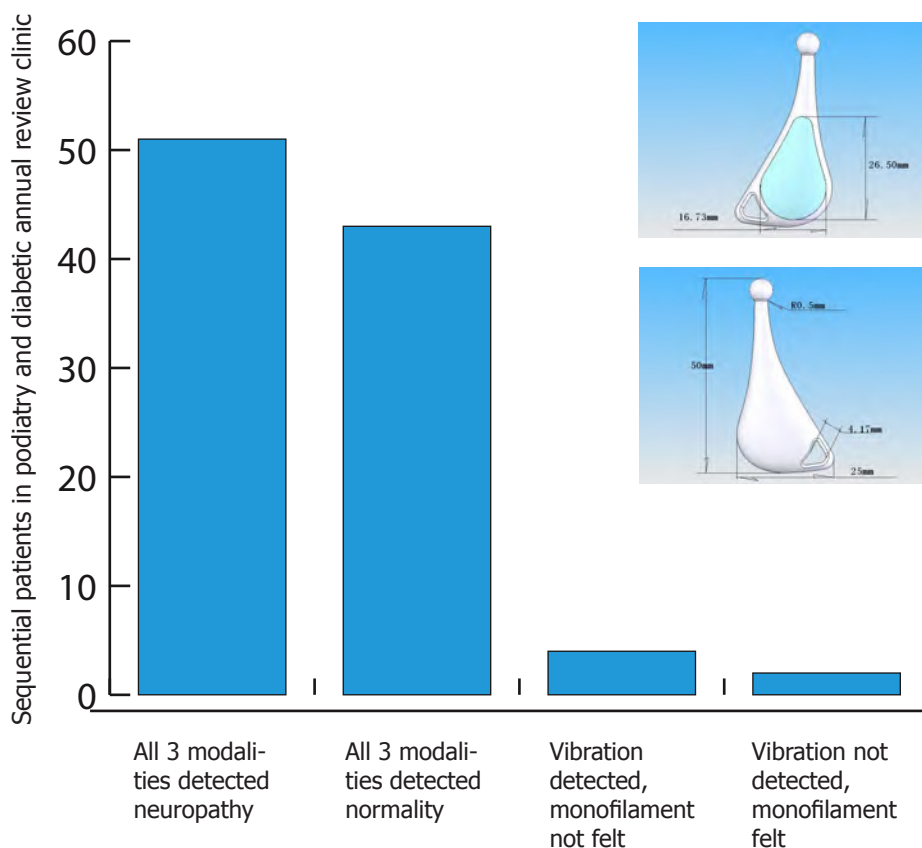 Sequential patients in podiatry and diabetic annual review clinic
60
50
40
30
20
10
0
All 3 modali-
ties detected
neuropathy
All 3 modali-
ties detected
normality
Vibration
detected,
monofilament
not felt
Vibration not
detected,
monofilament
felt
26.50mm
16.73mm
R0.5mm
50mm
4.17mm
25mm